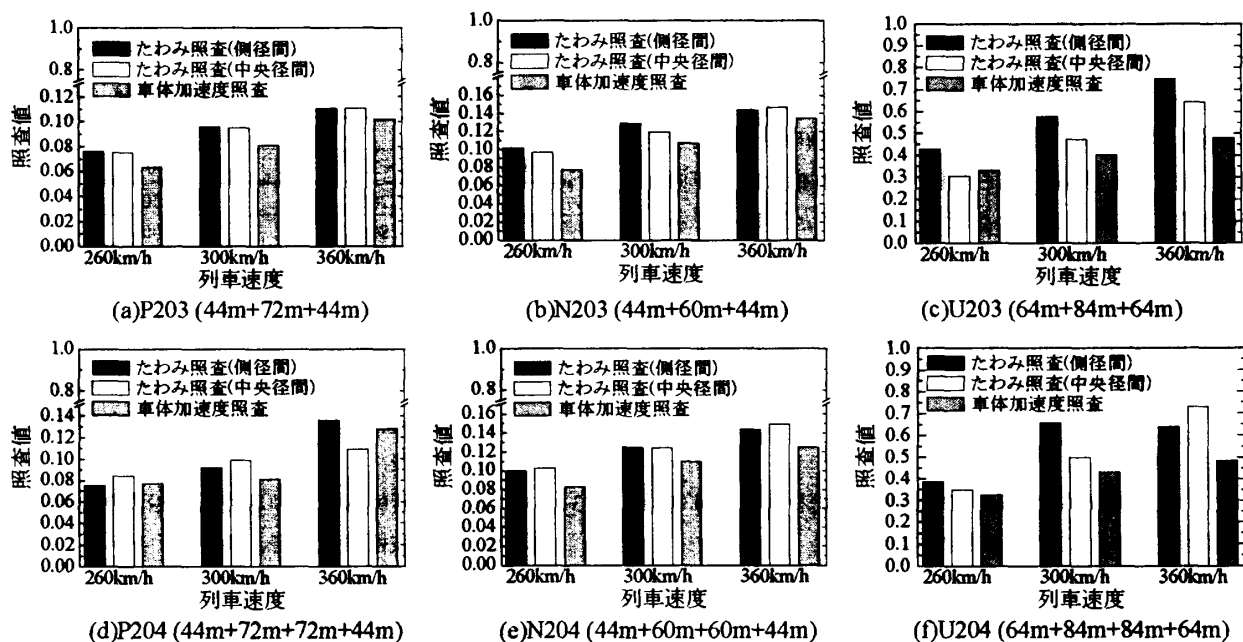 1.0
0.8
0.12
0.10
0.08
0.06
0.04
0.02
0.00
照査値
たわみ照査(側径間)
たわみ照査(中央径間)
車体加速度照査
260km/h 300km/h 360km/h
列車速度
(a)P203 (44m+72m+44m)
1.0
0.8
0.16
0.14
0.12
0.10
0.08
0.06
0.04
0.02
0.00
照査値
たわみ照査(側径間)
たわみ照査(中央径間)
車体加速度照査
260km/h 300km/h 360km/h
列車速度
(b)N203 (44m+60m+44m)
1.0
0.9
0.8
0.7
0.6
0.5
0.4
0.3
0.2
0.1
0.0
照査値
たわみ照査(側径間)
たわみ照査(中央径間)
車体加速度照査
260km/h 300km/h 360km/h
列車速度
(c)U203 (64m+84m+64m)
1.0
0.8
0.14
0.12
0.10
0.08
0.06
0.04
0.02
0.00
照査値
たわみ照査(側径間)
たわみ照査(中央径間)
車体加速度照査
260km/h 300km/h 360km/h
列車速度
(d)P204 (44m+72m+72m+44m)
1.0
0.8
0.16
0.14
0.12
0.10
0.08
0.06
0.04
0.02
0.00
照査値
たわみ照査(側径間)
たわみ照査(中央径間)
車体加速度照査
260km/h 300km/h 360km/h
列車速度
(e)N204 (44m+60m+60m+44m)
1.0
0.9
0.8
0.7
0.6
0.5
0.4
0.3
0.2
0.1
0.0
照査値
たわみ照査(側径間)
たわみ照査(中央径間)
車体加速度照査
260km/h 300km/h 360km/h
列車速度
(f)U204 (64m+84m+84m+64m)